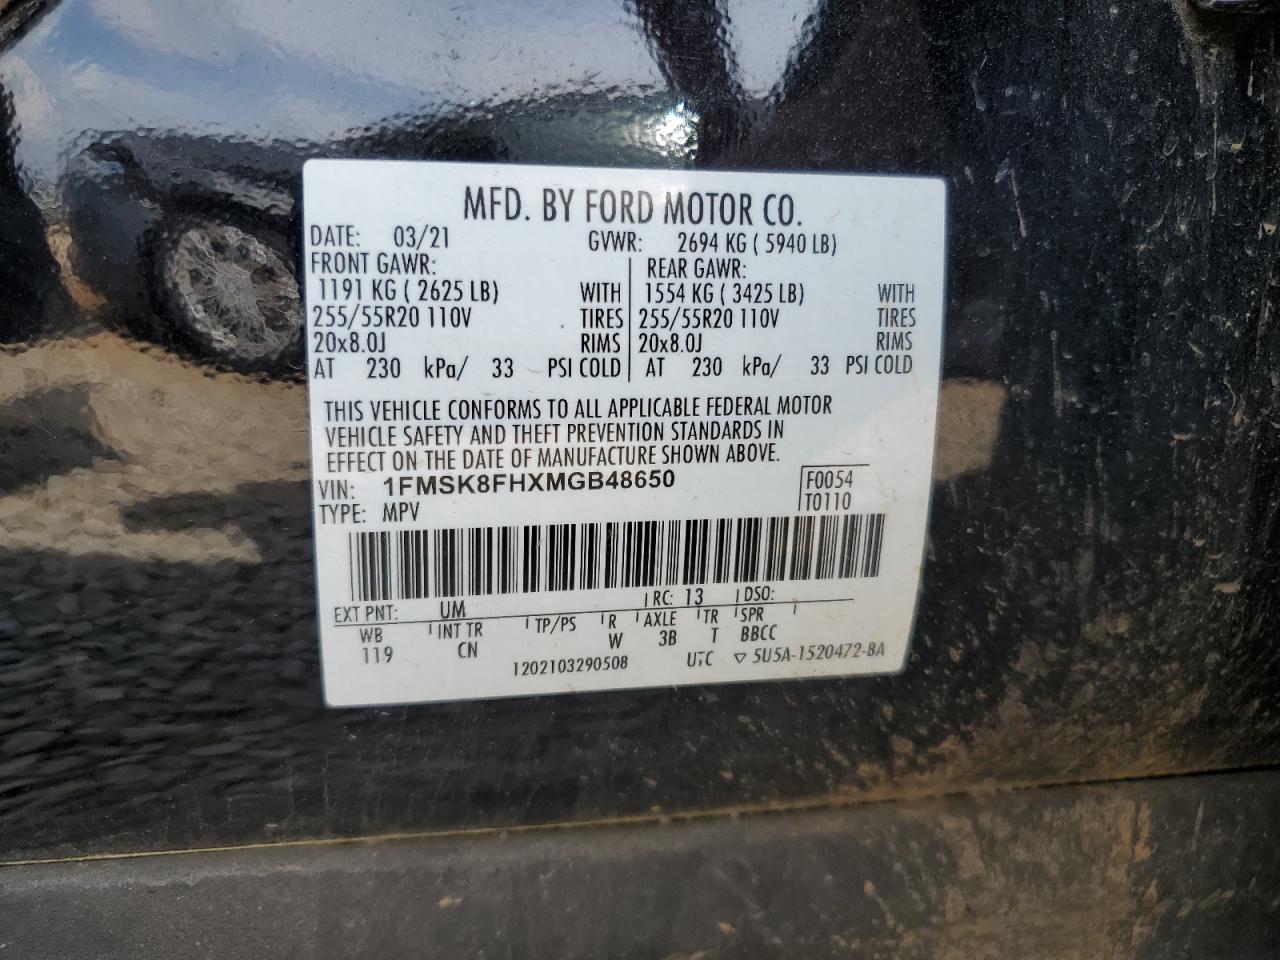 MFD. BY FORD MOTOR CO.
DATE: 03/21 GVWR: 2694 KG ( 5940 LB)
FRONT GAWR: REAR GAWR:
1191 KG ( 2625 LB) WITH 1554 KG ( 3425 LB) WITH
255/55R20 110V TIRES 255/55R20 110V TIRES
20x8.0J RIMS 20x8.0J RIMS
AT 230 kPa/ 33 PSI COLD AT 230 kPa/ 33 PSI COLD
THIS VEHICLE CONFORMS TO ALL APPLICABLE FEDERAL MOTOR
VEHICLE SAFETY AND THEFT PREVENTION STANDARDS IN
EFFECT ON THE DATE OF MANUFACTURE SHOWN ABOVE.
VIN: 1FMSK8FHXMGB48650 F0054
TYPE: MPV T0110
EXT PNT: UM RC: 13 DSO:
WB INT TR TP/PS R AXLE TR SPR
119 CN W 3B T BBCC
1202103290508 UTC ▽ 5U5A-1520472-BA